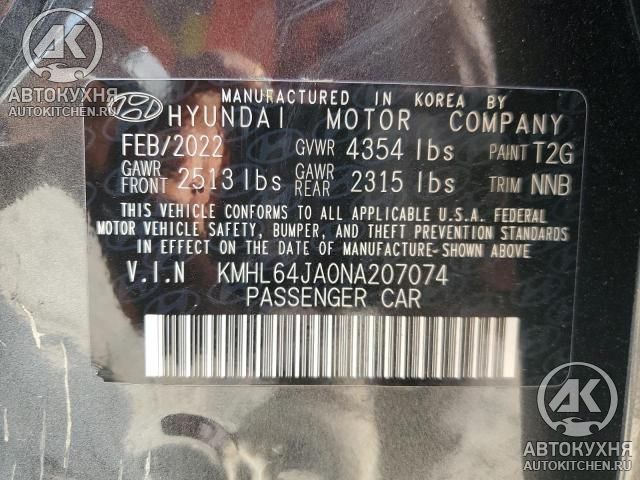 АВТОКУХНЯ
AUTOKITCHEN.RU
MANUFACTURED IN KOREA BY
HYUNDAI MOTOR COMPANY
FEB/2022 GVWR 4354 lbs PAINT T2G
GAWR FRONT 2513 lbs GAWR REAR 2315 lbs TRIM NNB
THIS VEHICLE CONFORMS TO ALL APPLICABLE U.S.A. FEDERAL
MOTOR VEHICLE SAFETY, BUMPER, AND THEFT PREVENTION STANDARDS
IN EFFECT ON THE DATE OF MANUFACTURE-SHOWN ABOVE
V.I.N KMHL64JA0NA207074
PASSENGER CAR
АК
АВТОКУХНЯ
AUTOKITCHEN.RU